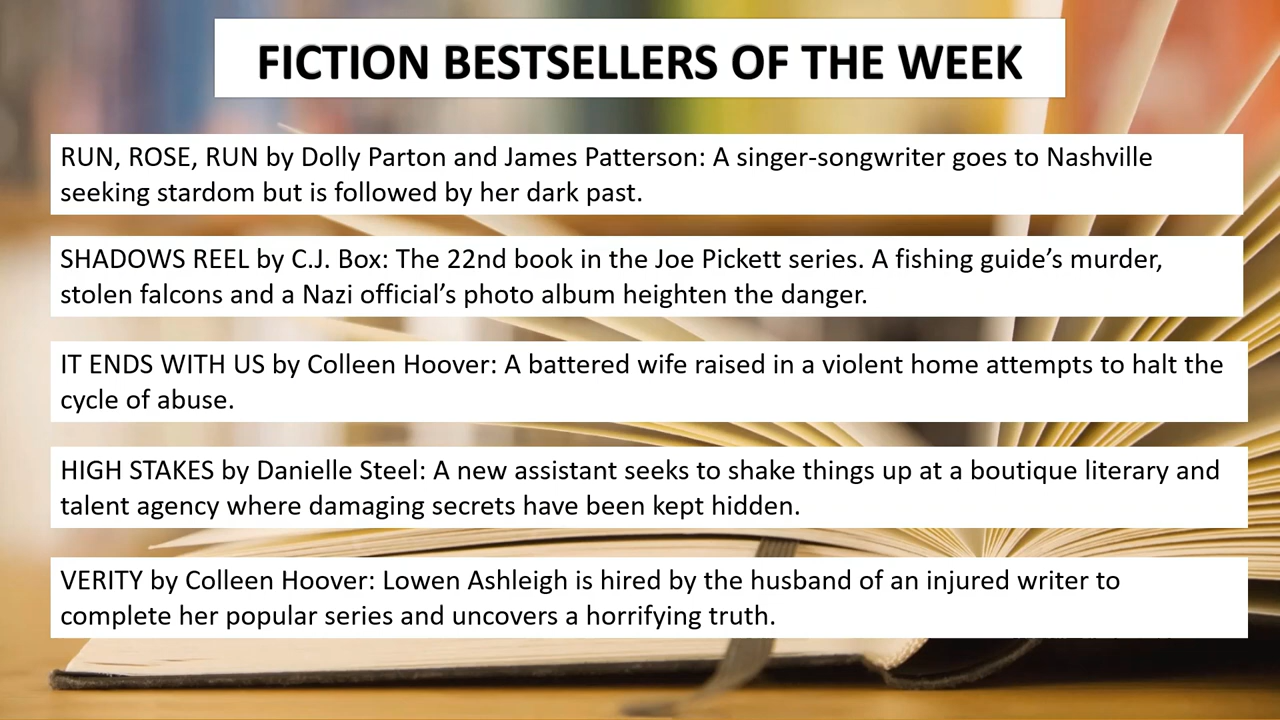 FICTION BESTSELLERS OF THE WEEK
RUN, ROSE, RUN by Dolly Parton and James Patterson: A singer-songwriter goes to Nashville
seeking stardom but is followed by her dark past.
SHADOWS REEL by C.J. Box: The 22nd book in the Joe Pickett series. A fishing guide’s murder,
stolen falcons and a Nazi official’s photo album heighten the danger.
IT ENDS WITH US by Colleen Hoover: A battered wife raised in a violent home attempts to halt the
cycle of abuse.
HIGH STAKES by Danielle Steel: A new assistant seeks to shake things up at a boutique literary and
talent agency where damaging secrets have been kept hidden.
VERITY by Colleen Hoover: Lowen Ashleigh is hired by the husband of an injured writer to
complete her popular series and uncovers a horrifying truth.